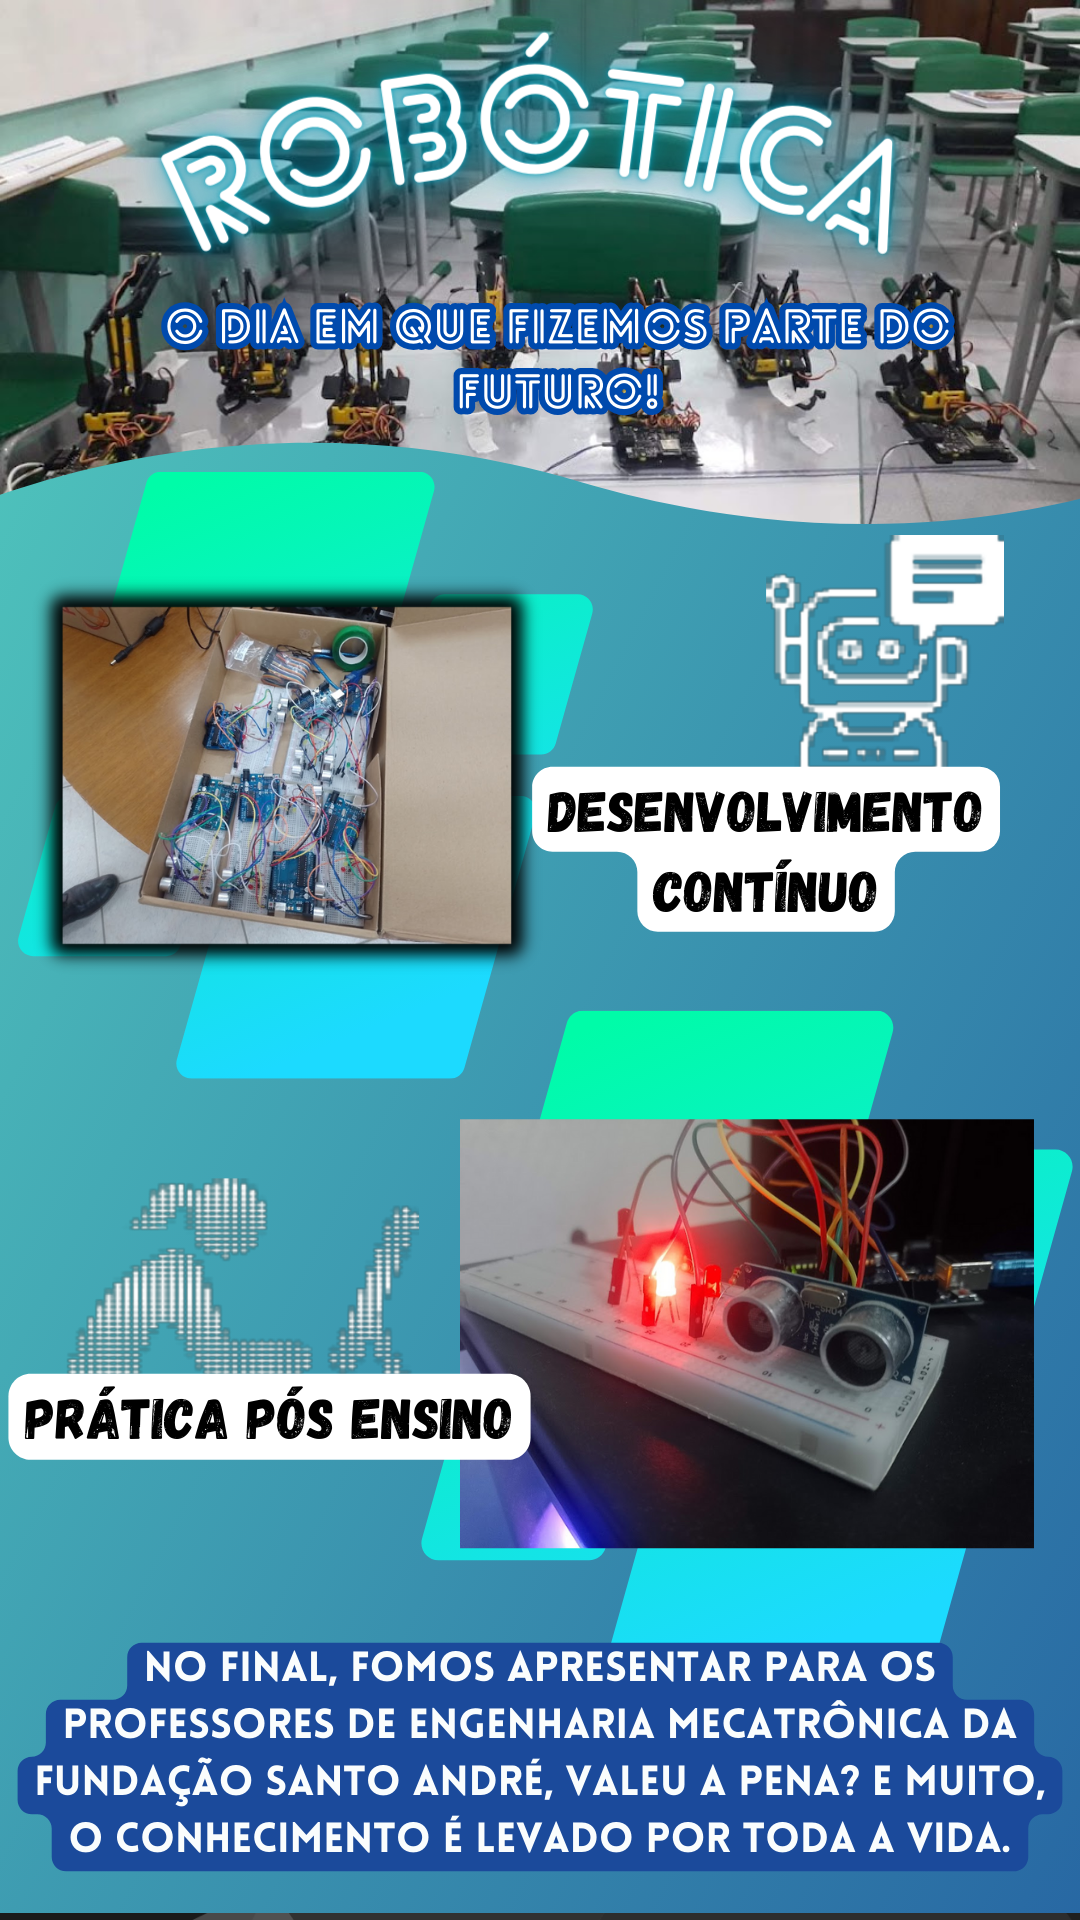 ROBÓTICA
O DIA EM QUE FIZEMOS PARTE DO
FUTURO!
DESENVOLVIMENTO
CONTÍNUO
PRÁTICA PÓS ENSINO
NO FINAL, FOMOS APRESENTAR PARA OS
PROFESSORES DE ENGENHARIA MECATRÔNICA DA
FUNDAÇÃO SANTO ANDRÉ, VALEU A PENA? E MUITO,
O CONHECIMENTO É LEVADO POR TODA A VIDA.